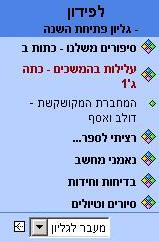 לפידון
- גליון פתיחת השנה
סיפורים משלנו - כתות ב
עלילות בהמשכים - כתה
ג'1
המחברת המקושקשת -
דולב ואסף
רציתי לספר...
נאמני מחשב
בדיחות וחידות
סיורים וטיולים
מעבר לגליון